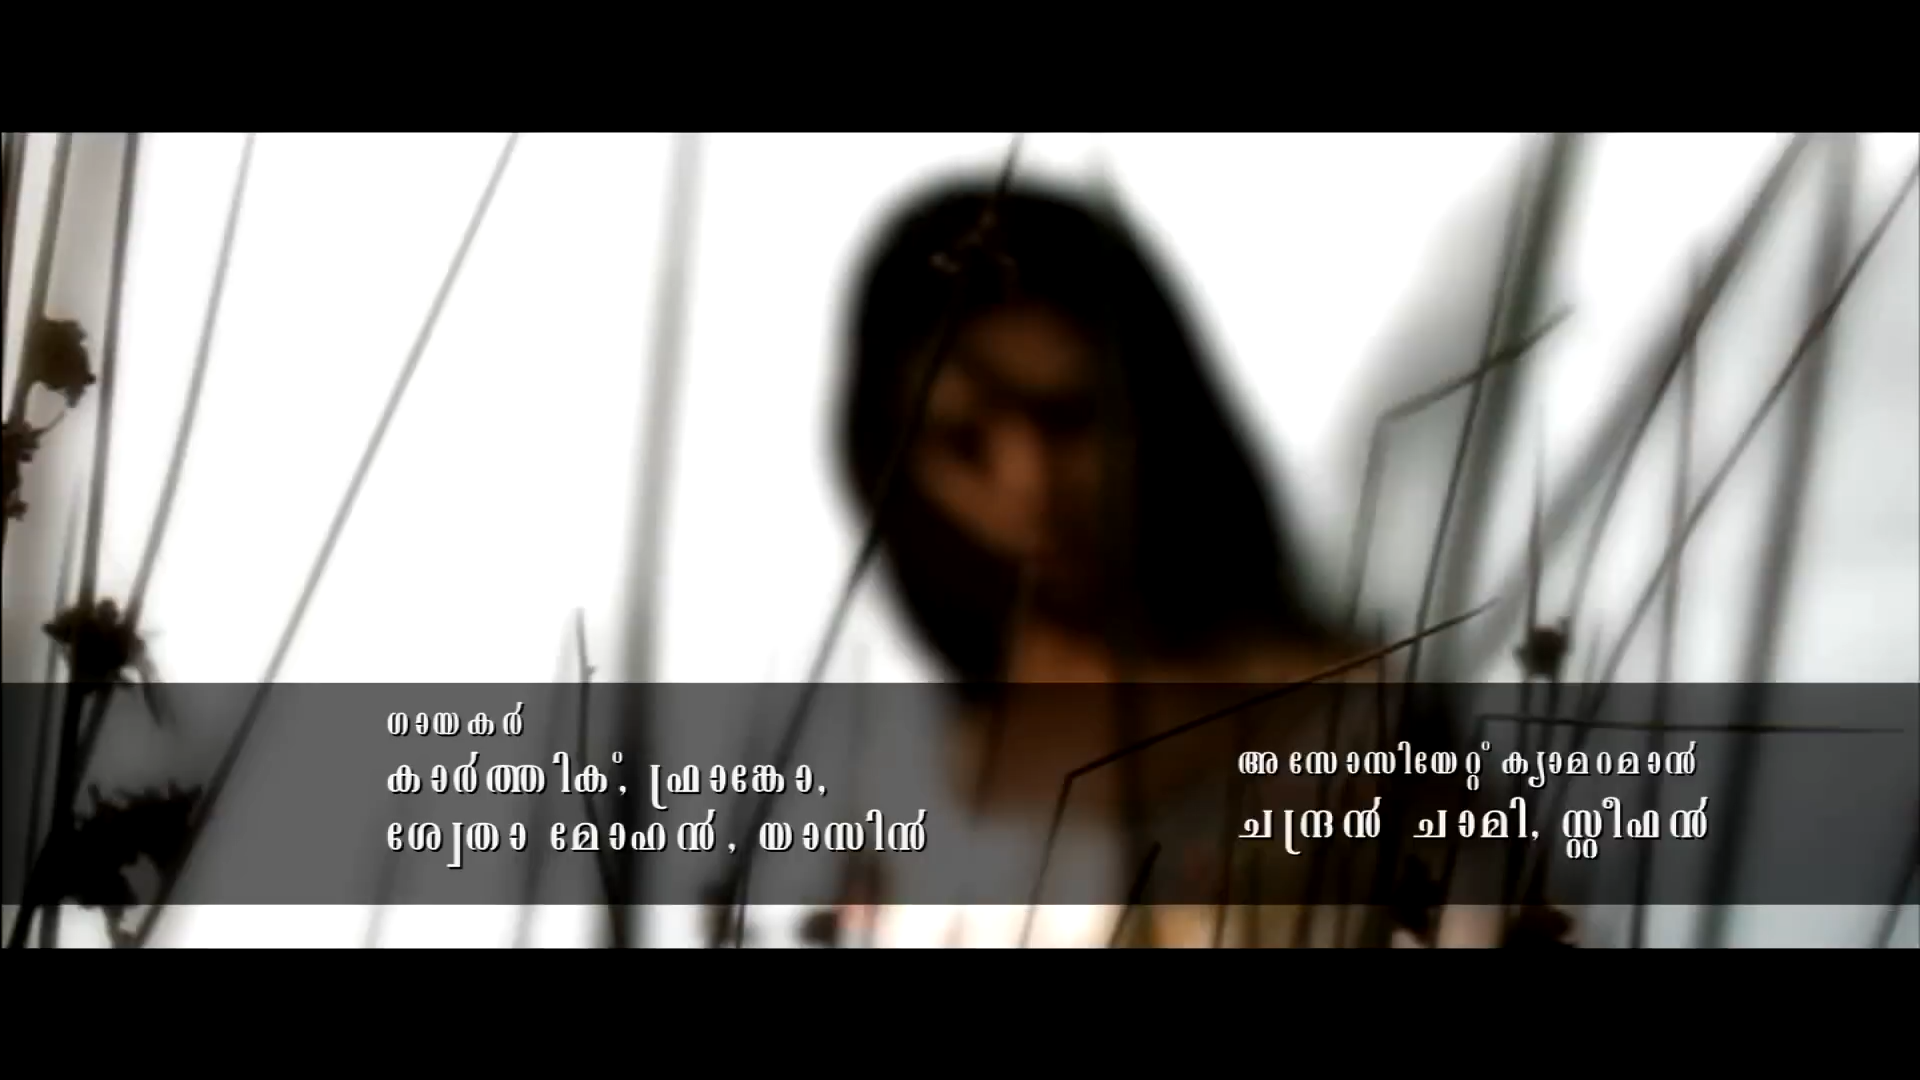 ഗായകർ
കാർത്തിക്, ഫ്രാങ്കോ,
ശ്വേതാ മോഹൻ, യാസിൻ
അസോസിയേറ്റ് ക്യാമറമാൻ
ചന്ദ്രൻ ചാമി, സ്റ്റീഫൻ